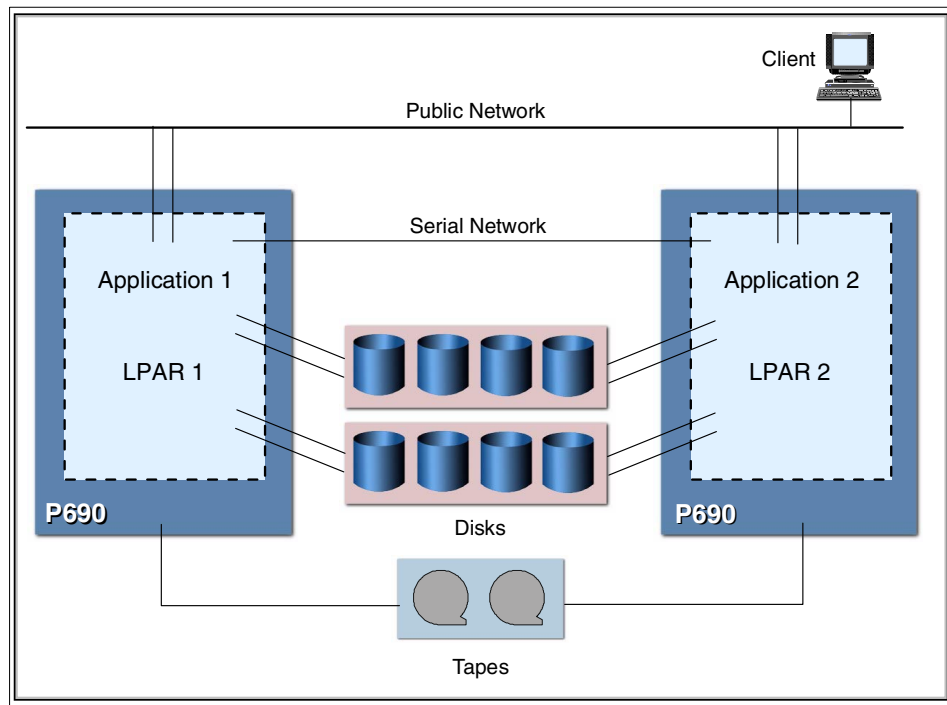 Client
Public Network
Serial Network
Application 1
Application 2
LPAR 1
LPAR 2
P690
P690
Disks
Tapes